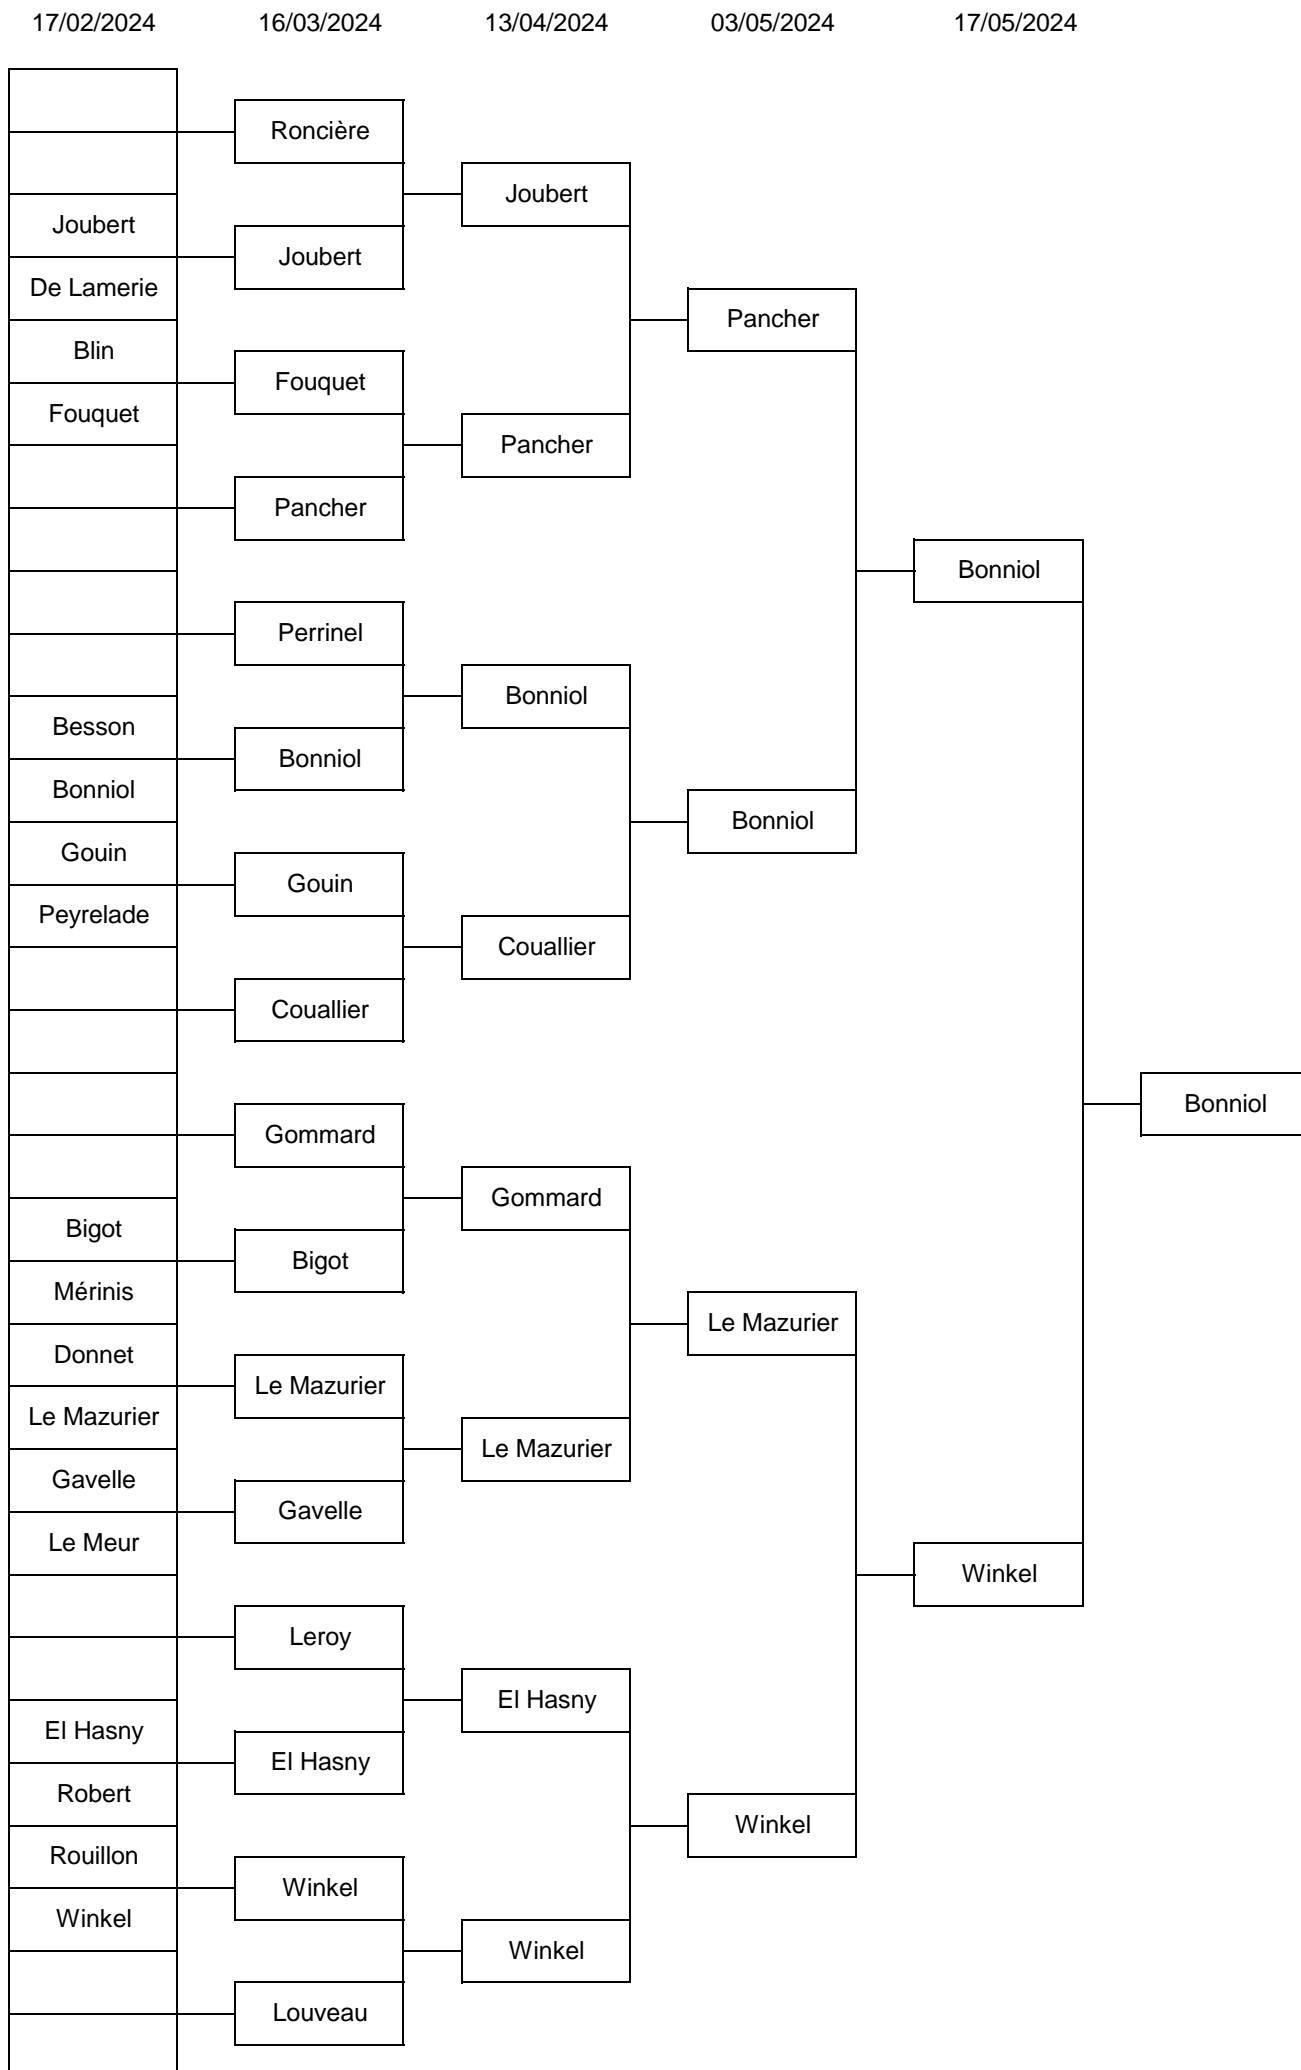 17/02/2024 16/03/2024 13/04/2024 03/05/2024 17/05/2024
Roncière
Joubert
Joubert
Joubert
De Lamerie
Pancher
Blin
Fouquet
Fouquet
Pancher
Pancher
Bonniol
Perrinel
Bonniol
Besson
Bonniol
Bonniol
Bonniol
Gouin
Gouin
Peyrelade
Couallier
Couallier
Bonniol
Gommard
Gommard
Bigot
Bigot
Mérinis
Le Mazurier
Donnet
Le Mazurier
Le Mazurier
Le Mazurier
Gavelle
Gavelle
Le Meur
Winkel
Leroy
El Hasny
El Hasny
El Hasny
Robert
Winkel
Rouillon
Winkel
Winkel
Winkel
Louveau